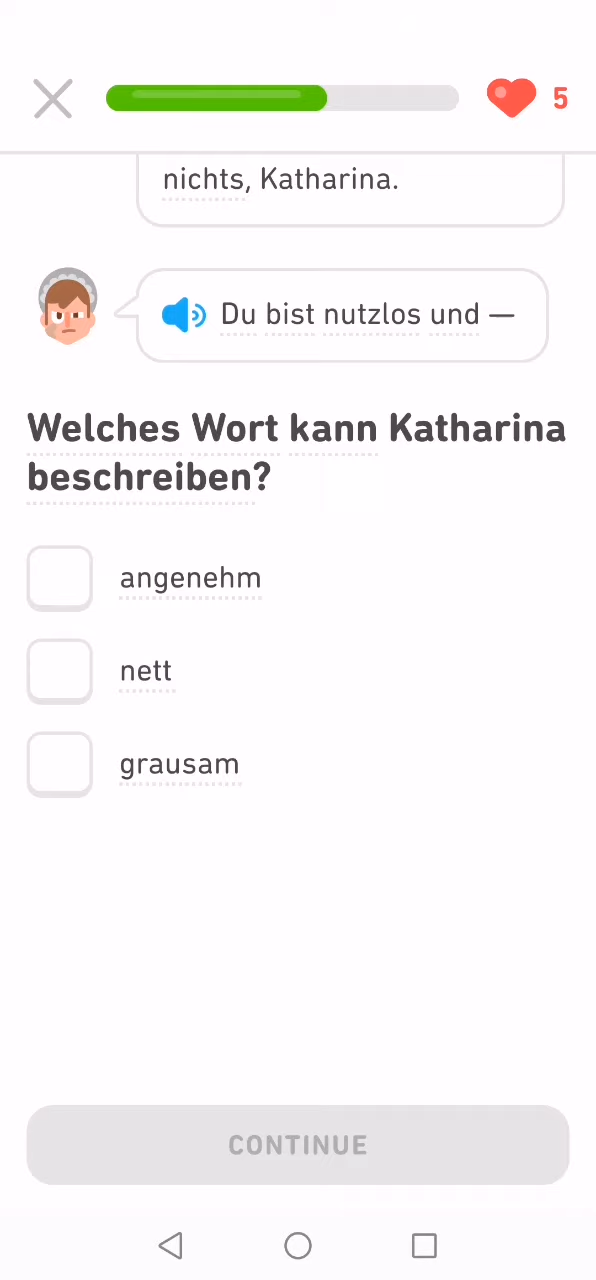 5
nichts, Katharina.
Du bist nutzlos und —
Welches Wort kann Katharina
beschreiben?
angenehm
nett
grausam
CONTINUE